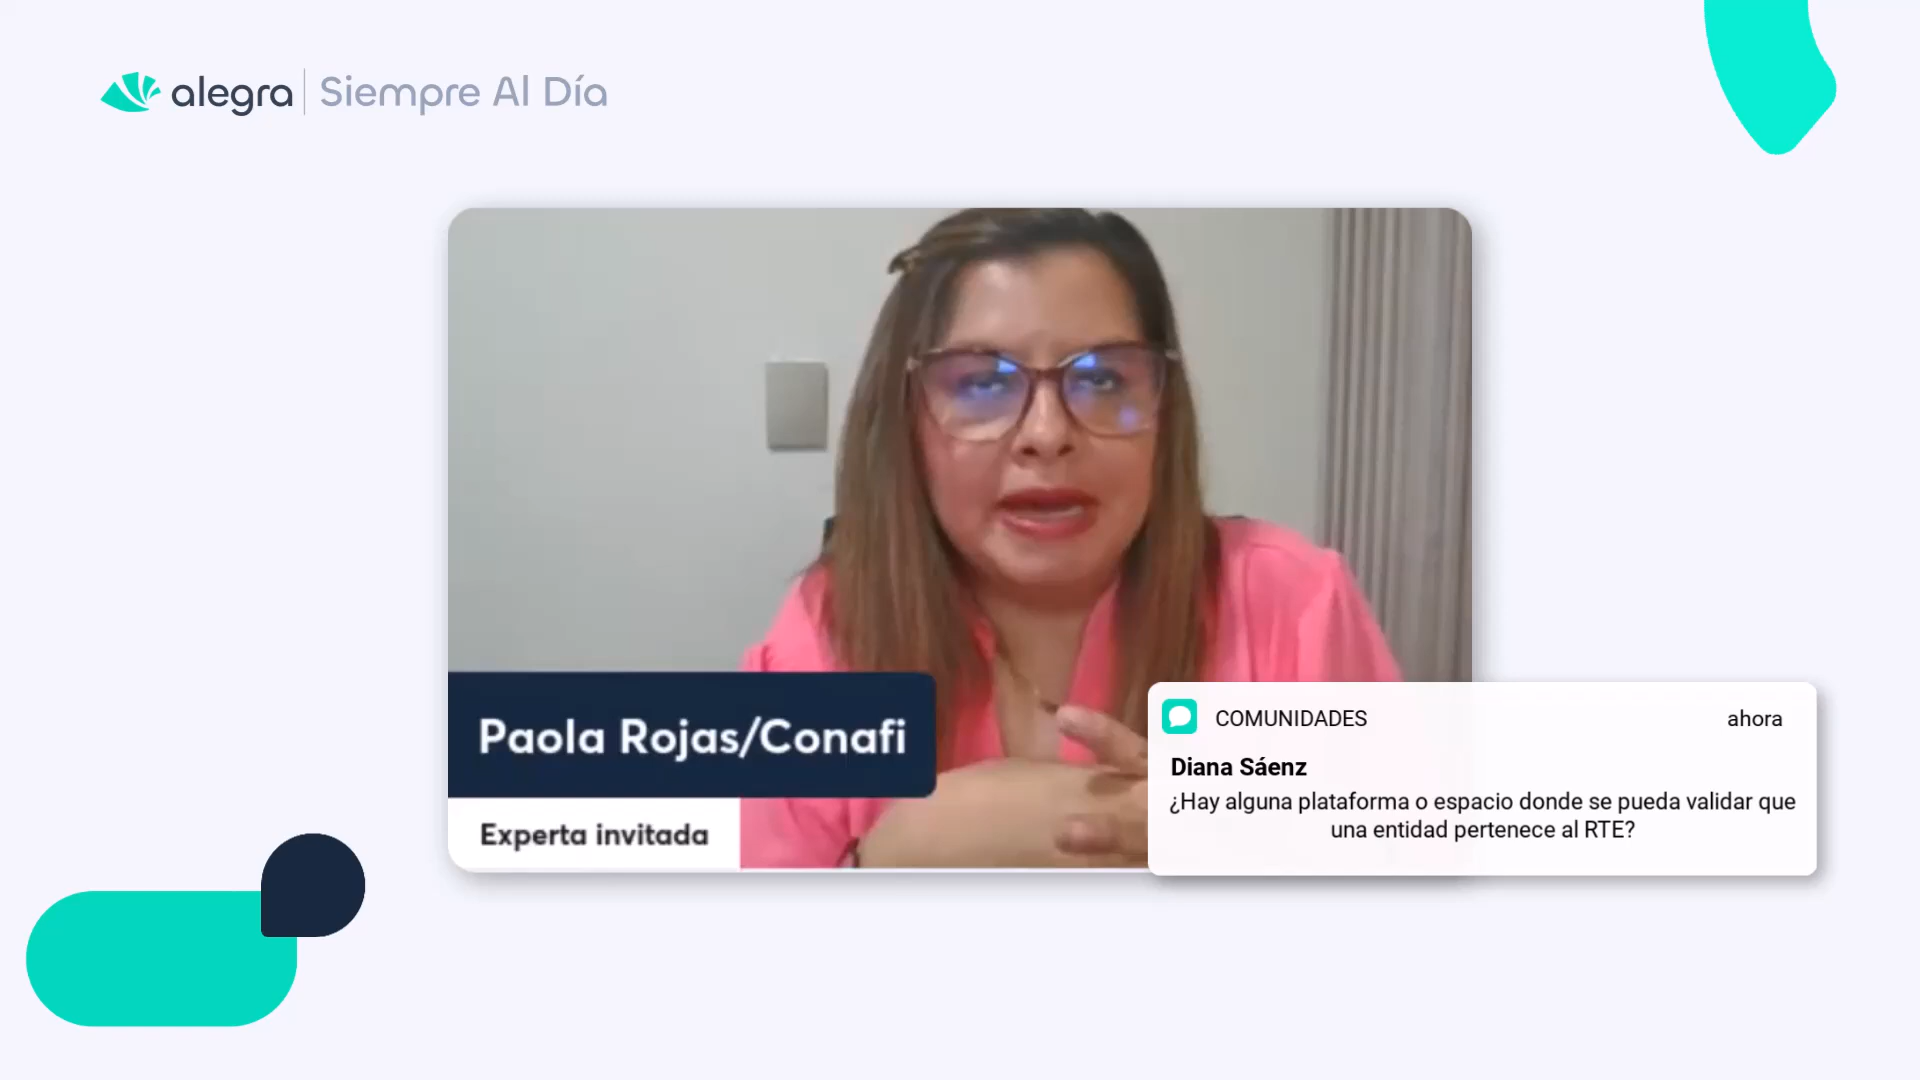 alegra | Siempre Al Día
Paola Rojas/Conafi
Experta invitada
COMUNIDADES
ahora
Diana Sáenz
¿Hay alguna plataforma o espacio donde se pueda validar que
una entidad pertenece al RTE?